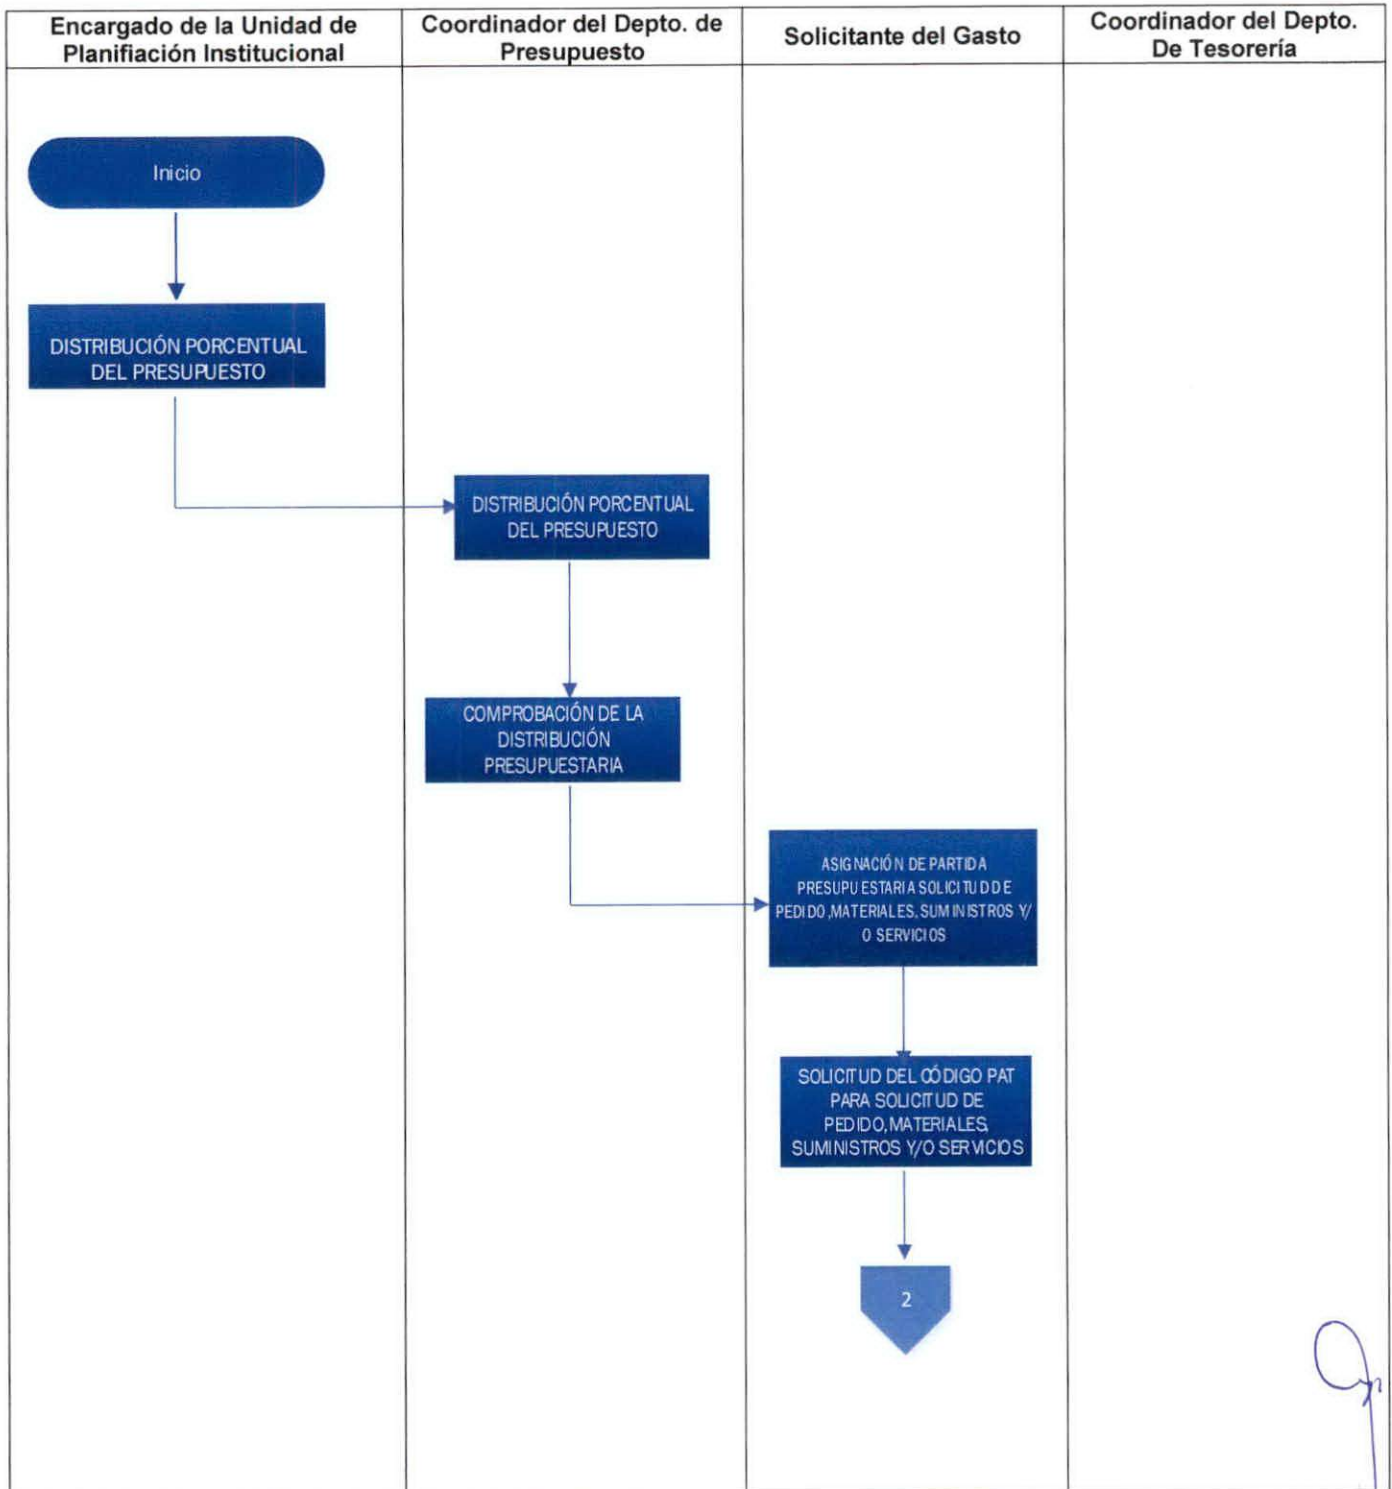 Encargado de la Unidad de
Planifiación Institucional
Coordinador del Depto. de
Presupuesto
Solicitante del Gasto
Coordinador del Depto.
De Tesorería
Inicio
DISTRIBUCIÓN PORCENTUAL
DEL PRESUPUESTO
DISTRIBUCIÓN PORCENTUAL
DEL PRESUPUESTO
COMPROBACIÓN DE LA
DISTRIBUCIÓN
PRESUPUESTARIA
ASIGNACIÓN DE PARTIDA
PRESUPUESTARIA SOLICITUD DE
PEDIDO,MATERIALES,SUMINISTROS Y/
O SERVICIOS
SOLICITUD DEL CÓDIGO PAT
PARA SOLICITUD DE
PEDIDO,MATERIALES,
SUMINISTROS Y/O SERVICIOS
2